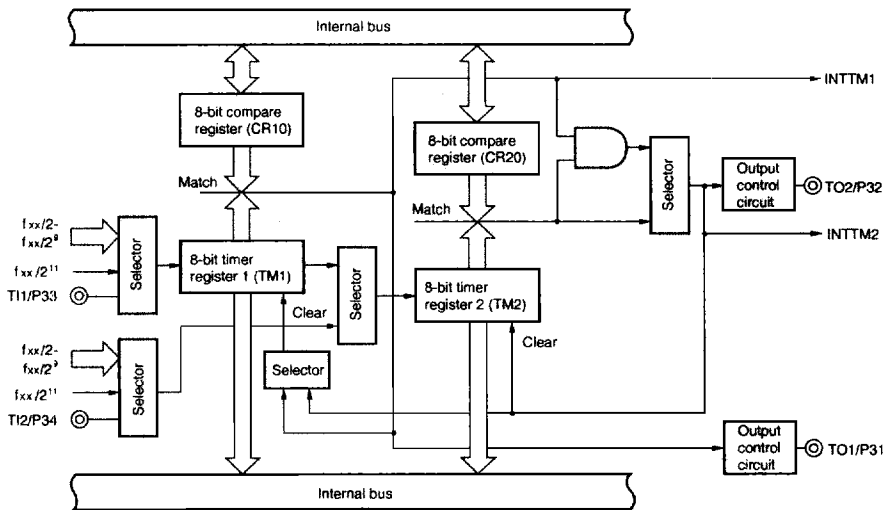 Internal bus
INTTM1
8-bit compare
register (CR10)
8-bit compare
register (CR20)
Match
Selector
Output
control
circuit
TO2/P32
Match
INTTM2
fxx/2-
fxx/2⁹
fxx/2¹¹
TI1/P33
Selector
8-bit timer
register 1 (TM1)
Selector
8-bit timer
register 2 (TM2)
Clear
Clear
fxx/2-
fxx/2⁹
fxx/2¹¹
TI2/P34
Selector
Selector
Output
control
circuit
TO1/P31
Internal bus